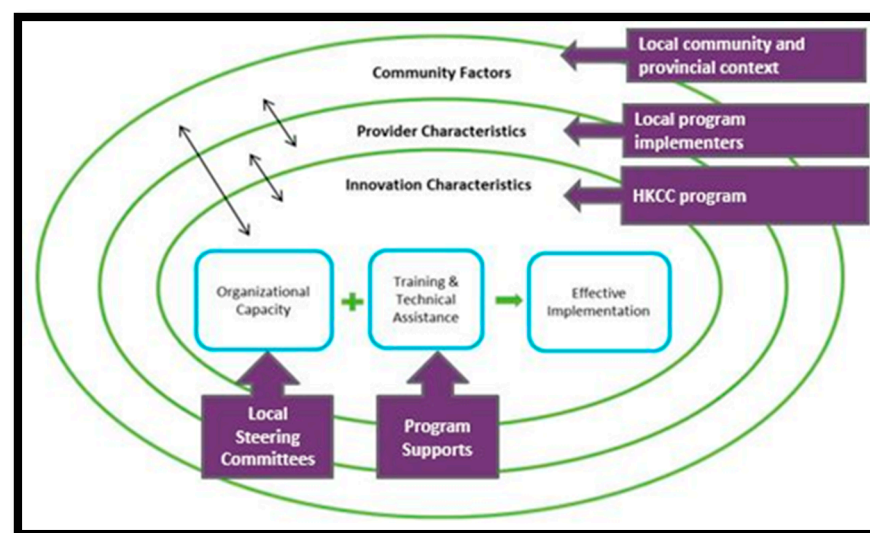 Local community and
provincial context
Community Factors
Local program
implementers
Provider Characteristics
HKCC program
Innovation Characteristics
Organizational
Capacity
Training &
Technical
Assistance
Effective
Implementation
Local
Steering
Committees
Program
Supports